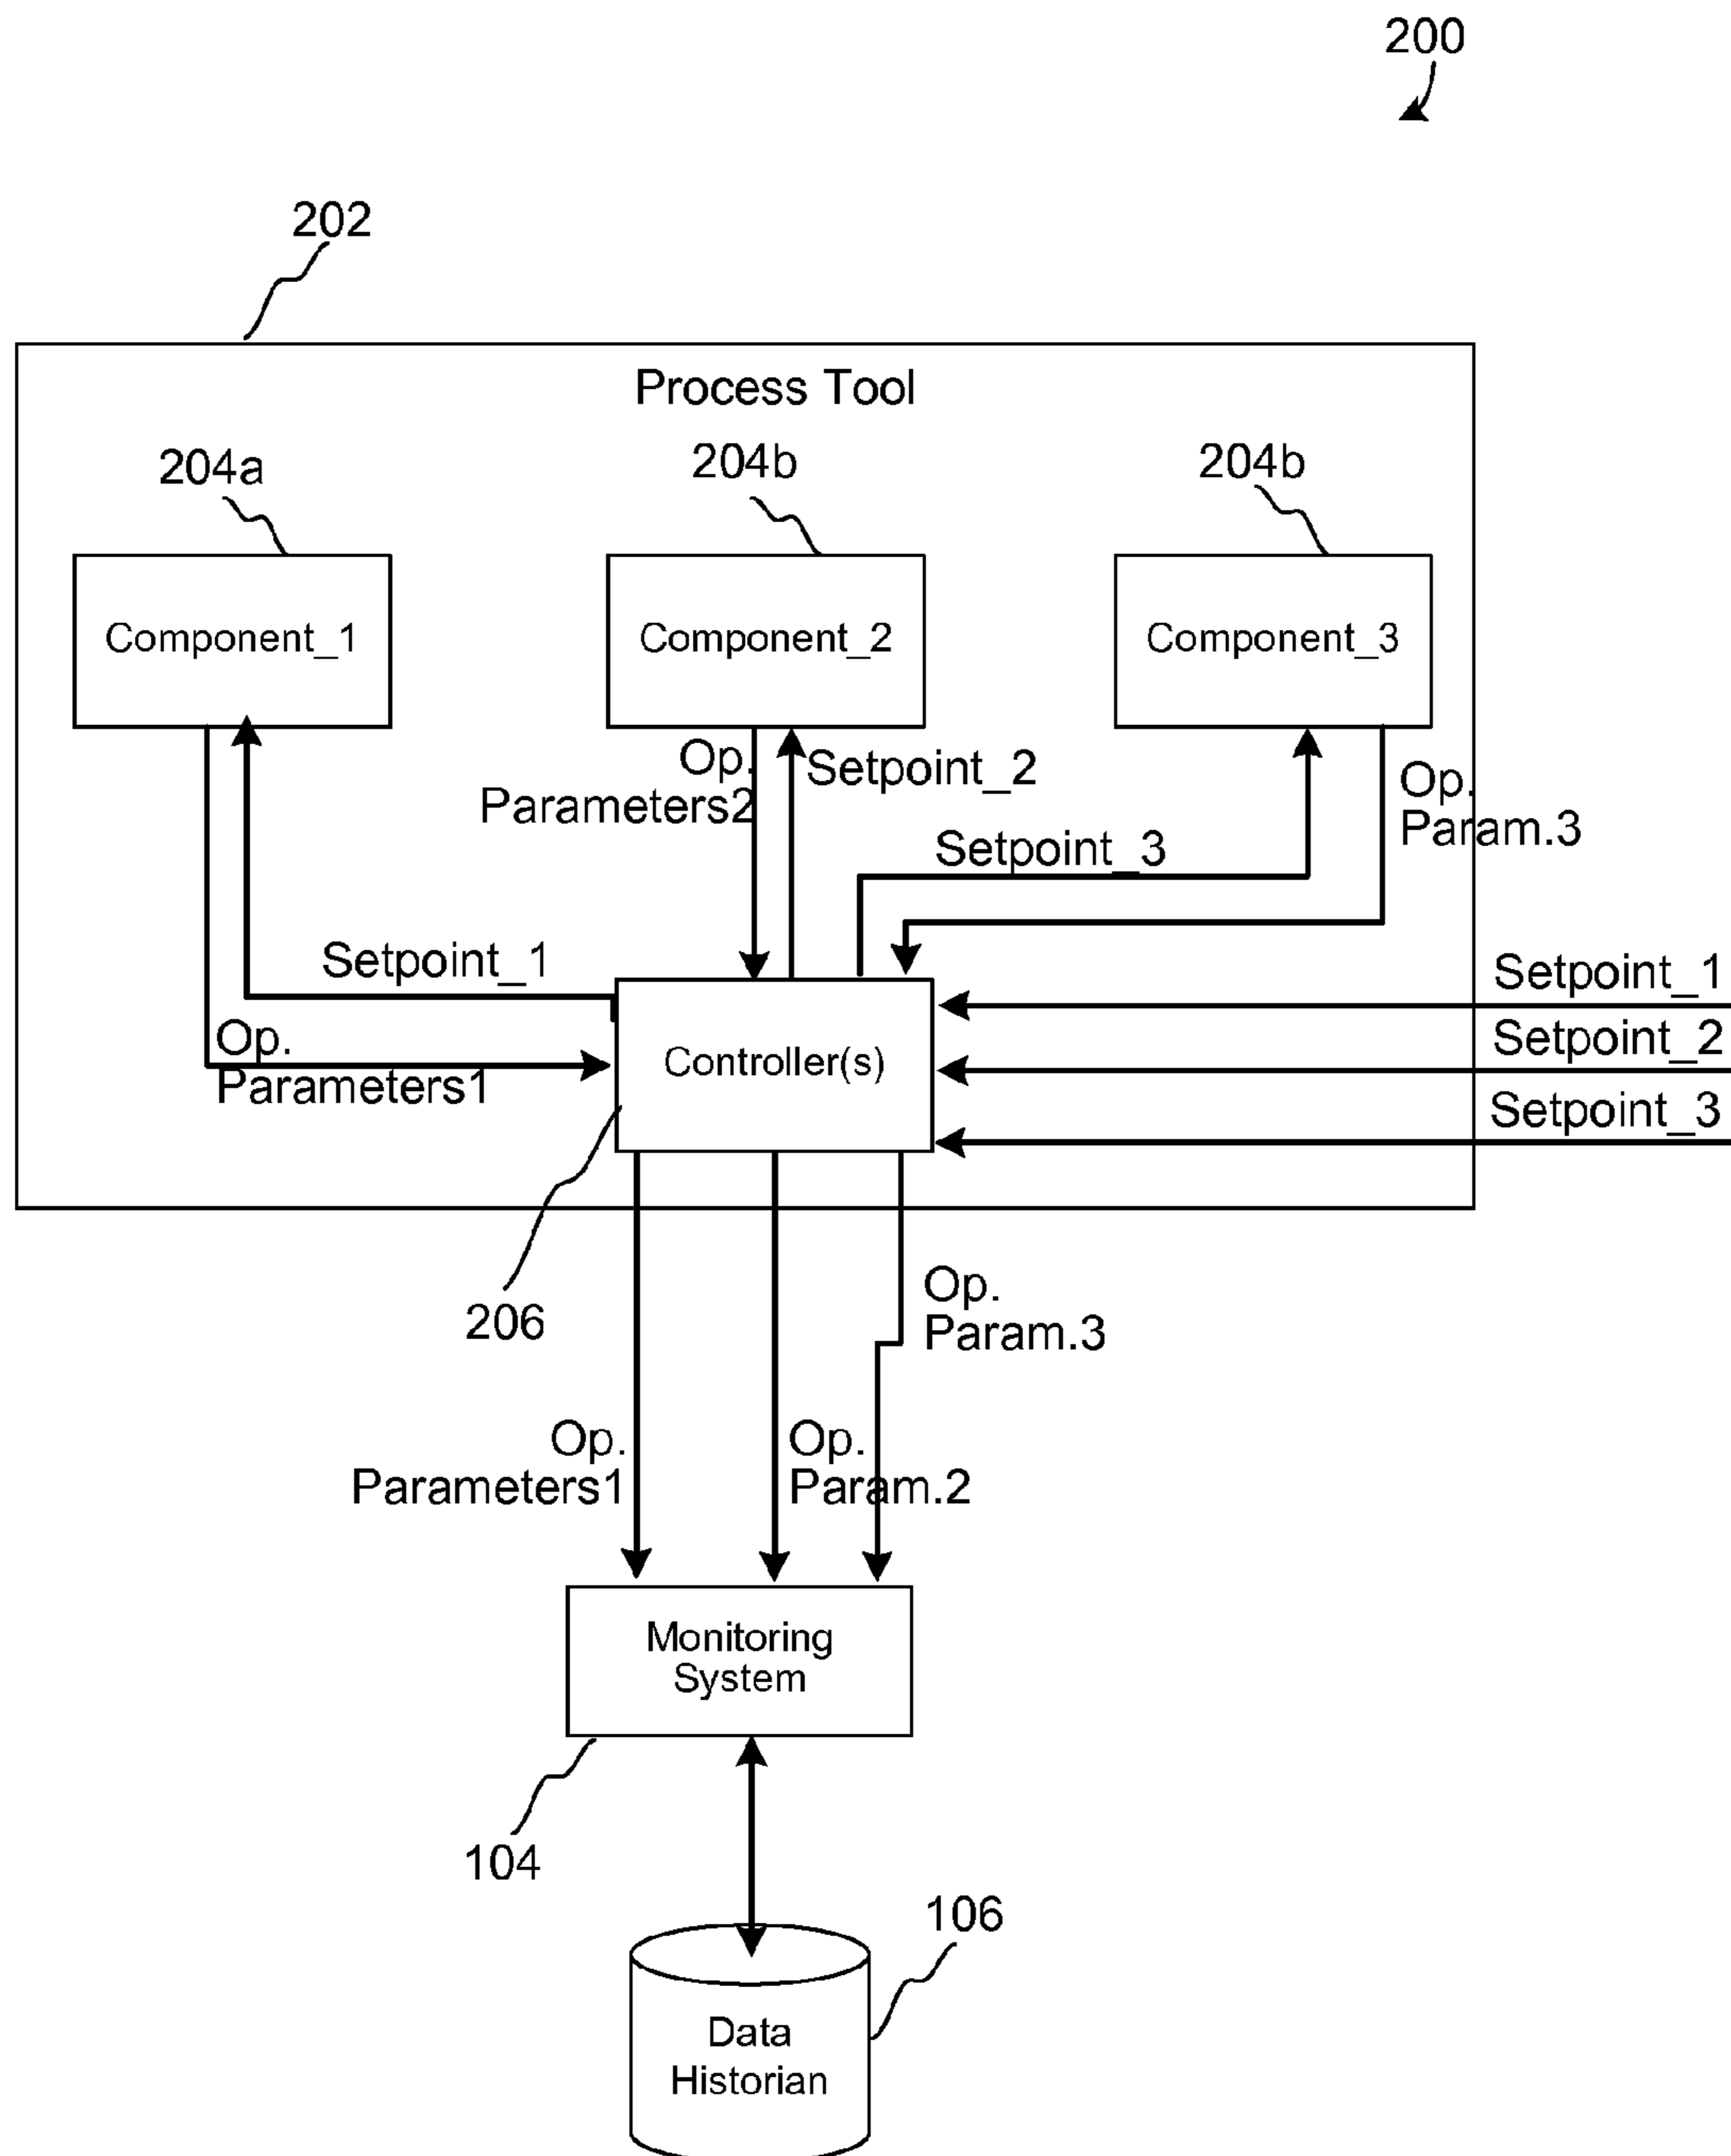 200
202
Process Tool
204a
204b
204b
Component_1
Component_2
Component_3
Op.
Parameters2
Setpoint_2
Op.
Param.3
Setpoint_3
Setpoint_1
Op.
Parameters1
Controller(s)
Setpoint_1
Setpoint_2
Setpoint_3
206
Op.
Param.3
Op.
Parameters1
Op.
Param.2
Monitoring
System
104
106
Data
Historian